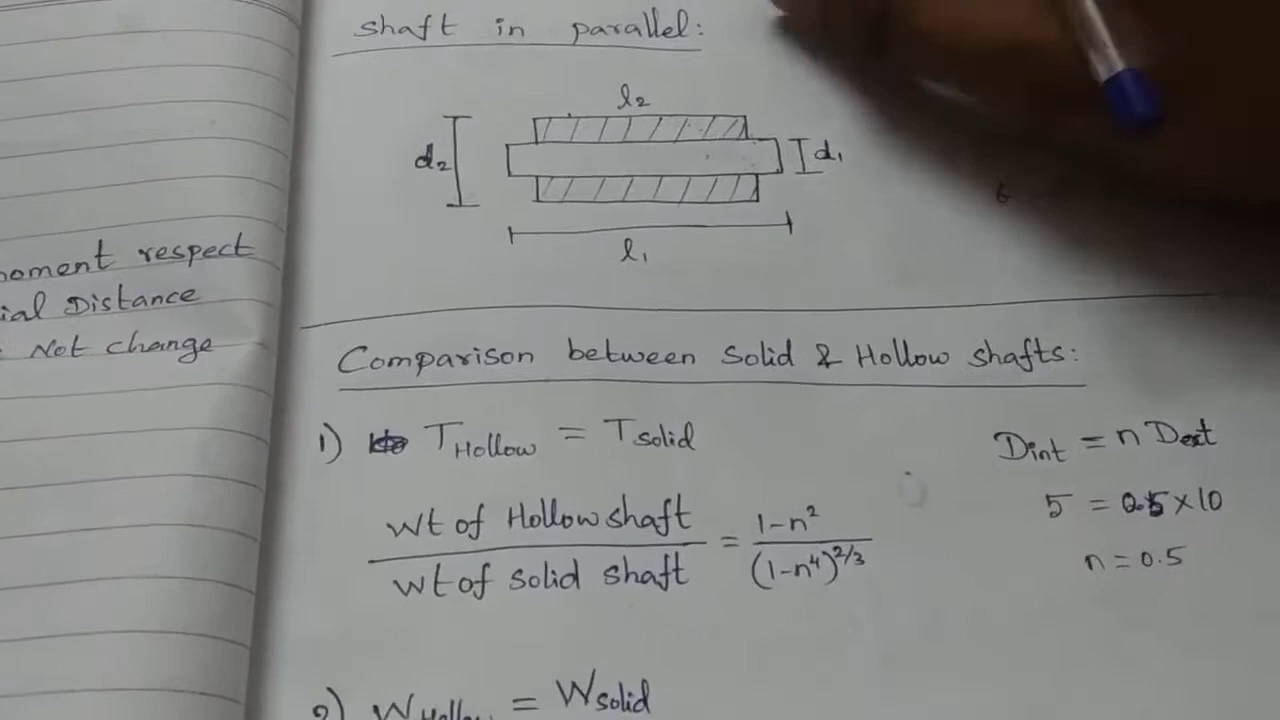 shaft in parallel:
l2
d2
d1
l1
moment respect
ial Distance
Not change
Comparison between Solid & Hollow shafts:
1) THollow = Tsolid
Dint = n Dext
Wt of Hollow shaft / Wt of solid shaft = 1-n² / (1-n⁴)^2/3
5 = 0.5 × 10
n = 0.5
2) WHollow = Wsolid